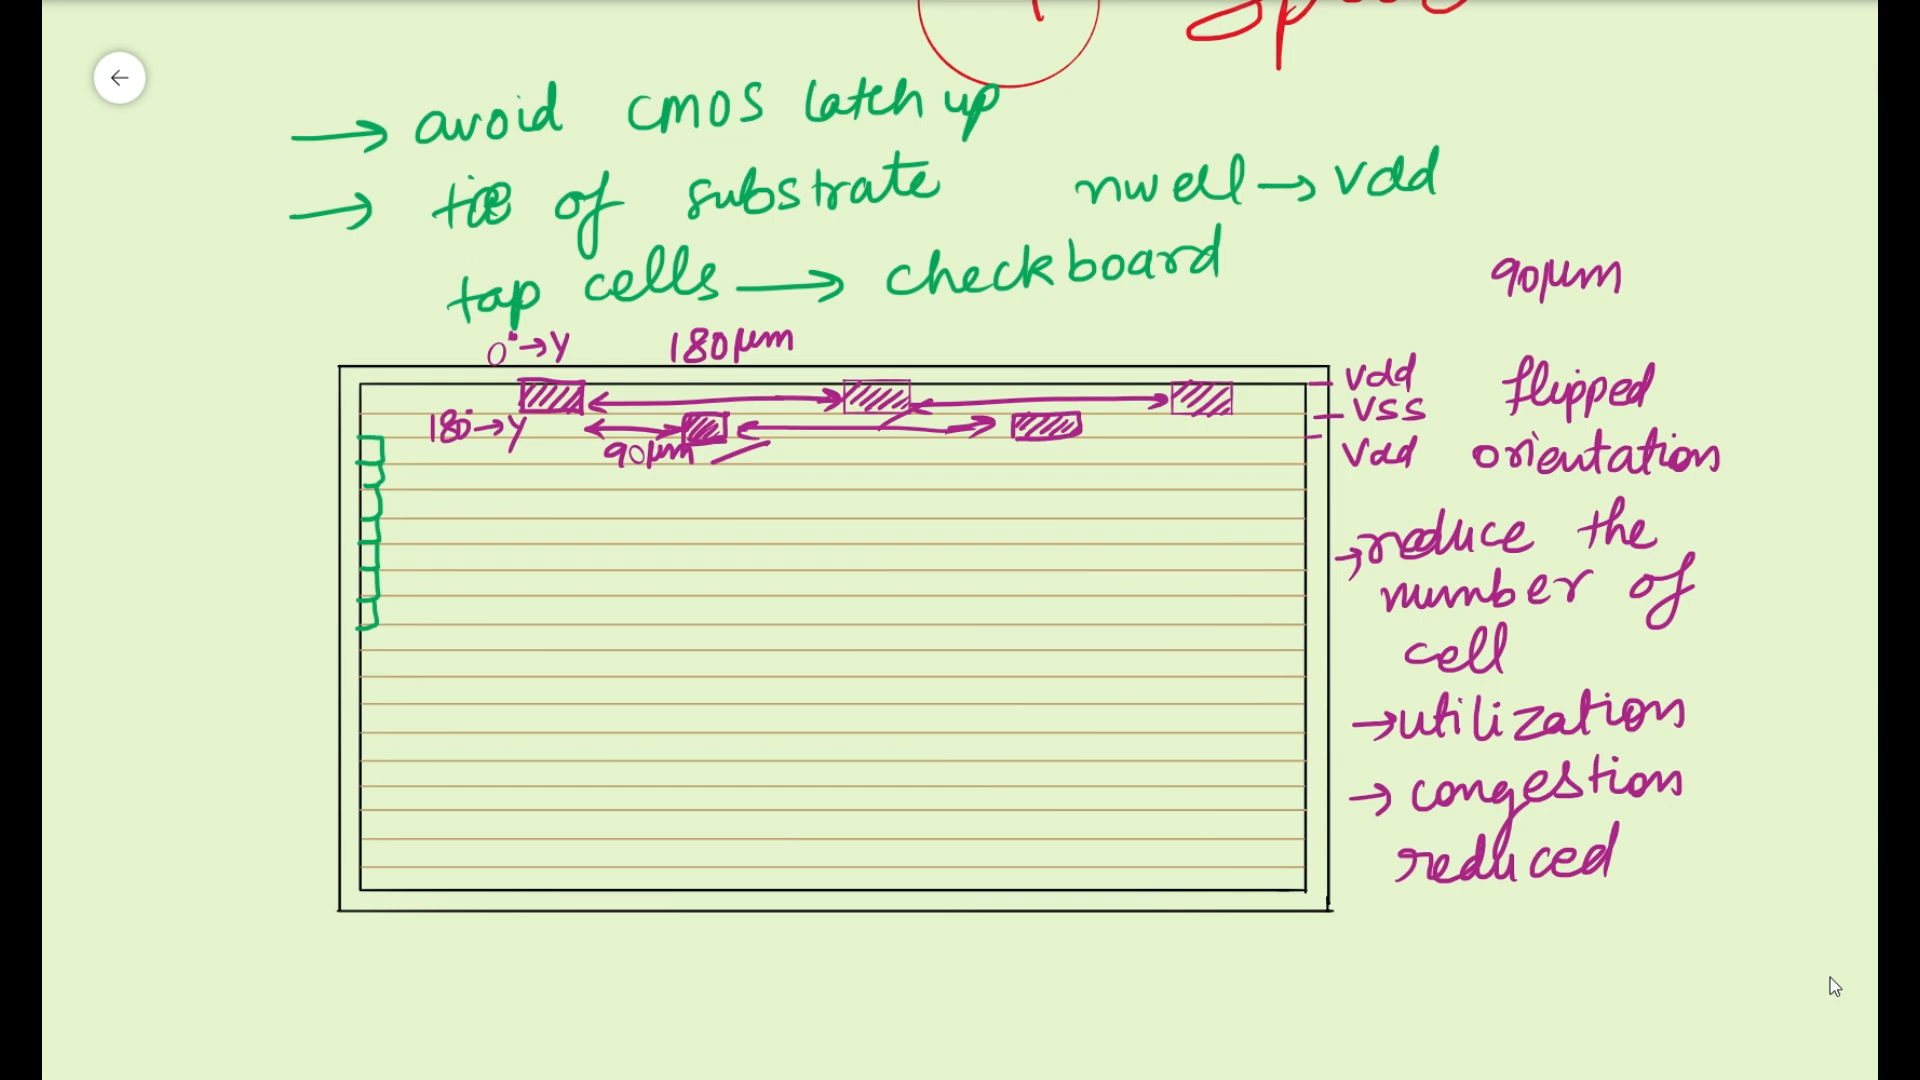 → avoid CMOS latch up
→ tie of substrate nwell → Vdd
tap cells → checkboard
90µm
0° → Y 180µm
Vdd
flipped
180° → Y
VSS
90µm
Vdd orientation
→ reduce the
number of
cell
→ utilization
→ congestion
reduced